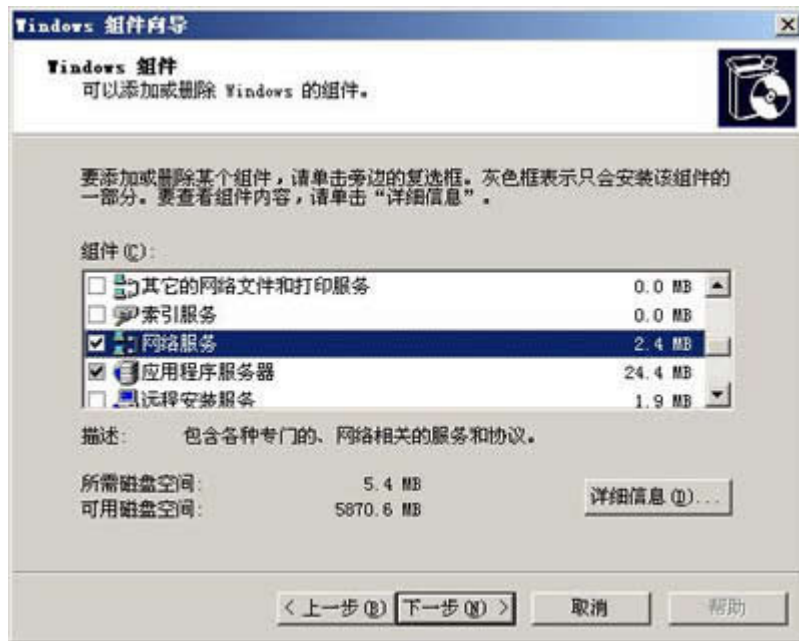 Windows 组件向导
Windows 组件
可以添加或删除 Windows 的组件。
要添加或删除某个组件，请单击旁边的复选框。灰色框表示只会安装该组件的
一部分。要查看组件内容，请单击“详细信息”。
组件(C):
其它的网络文件和打印服务 0.0 MB
索引服务 0.0 MB
网络服务 2.4 MB
应用程序服务器 24.4 MB
远程安装服务 1.9 MB
描述: 包含各种专门的、网络相关的服务和协议。
所需磁盘空间: 5.4 MB
可用磁盘空间: 5870.6 MB
详细信息(D)...
< 上一步(B) 下一步(N) > 取消 帮助